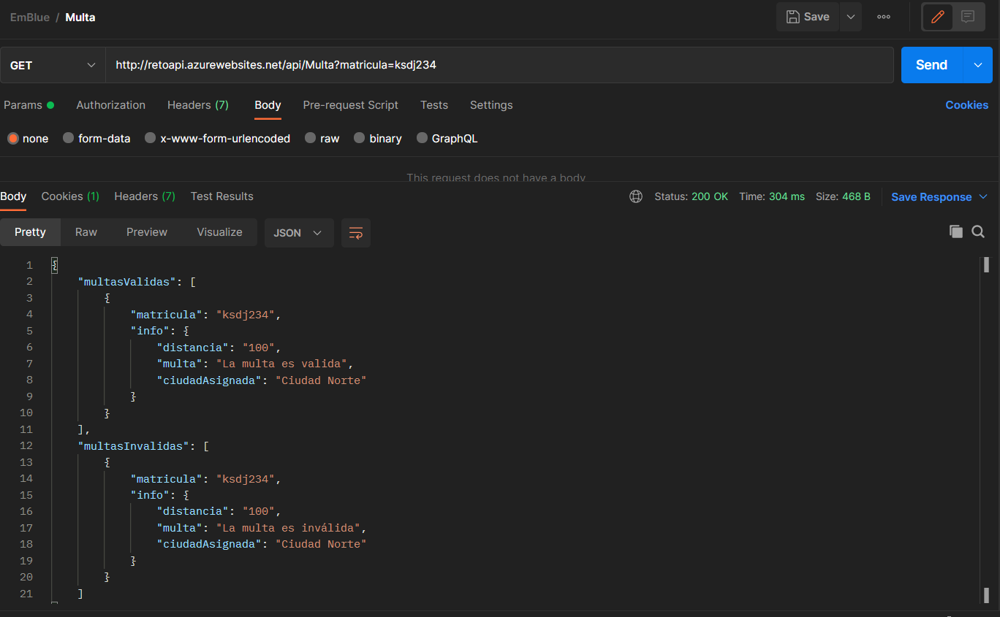 EmBlue / Multa
Save
GET
http://retoapi.azurewebsites.net/api/Multa?matricula=ksdj234
Send
Params Authorization Headers (7) Body Pre-request Script Tests Settings Cookies
none form-data x-www-form-urlencoded raw binary GraphQL
This request does not have a body
Body Cookies (1) Headers (7) Test Results Status: 200 OK Time: 304 ms Size: 468 B Save Response
Pretty Raw Preview Visualize JSON
1 {
2 "multasValidas": [
3 {
4 "matricula": "ksdj234",
5 "info": {
6 "distancia": "100",
7 "multa": "La multa es valida",
8 "ciudadAsignada": "Ciudad Norte"
9 }
10 }
11 ],
12 "multasInvalidas": [
13 {
14 "matricula": "ksdj234",
15 "info": {
16 "distancia": "100",
17 "multa": "La multa es inválida",
18 "ciudadAsignada": "Ciudad Norte"
19 }
20 }
21 ]